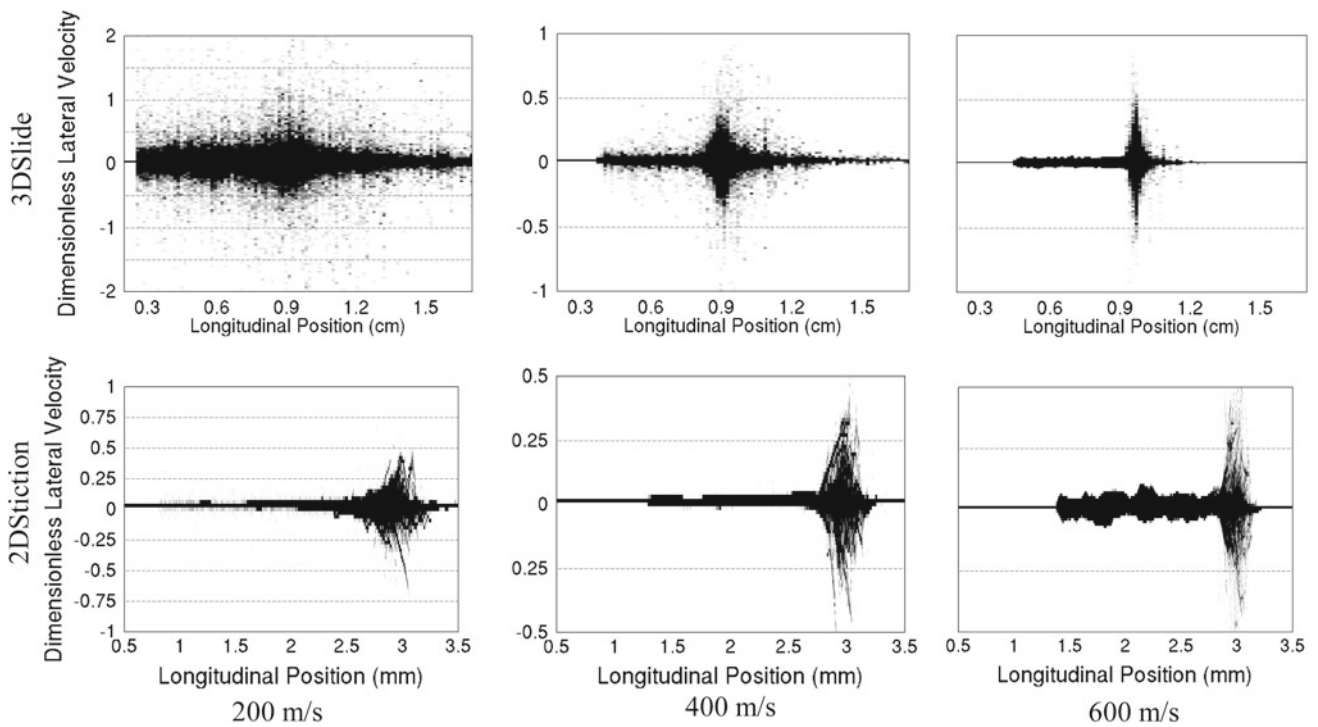 3DSlide
Dimensionless Lateral Velocity
2
1
0
-1
-2
0.3 0.6 0.9 1.2 1.5
Longitudinal Position (cm)
1
0.5
0
-0.5
-1
0.3 0.6 0.9 1.2 1.5
Longitudinal Position (cm)
0.3 0.6 0.9 1.2 1.5
Longitudinal Position (cm)
2DStiction
Dimensionless Lateral Velocity
1
0.75
0.5
0.25
0
-0.25
-0.5
-0.75
-1
0.5 1 1.5 2 2.5 3 3.5
Longitudinal Position (mm)
200 m/s
0.5
0.25
0
0.25
-0.5
0.5 1 1.5 2 2.5 3 3.5
Longitudinal Position (mm)
400 m/s
0.5 1 1.5 2 2.5 3 3.5
Longitudinal Position (mm)
600 m/s